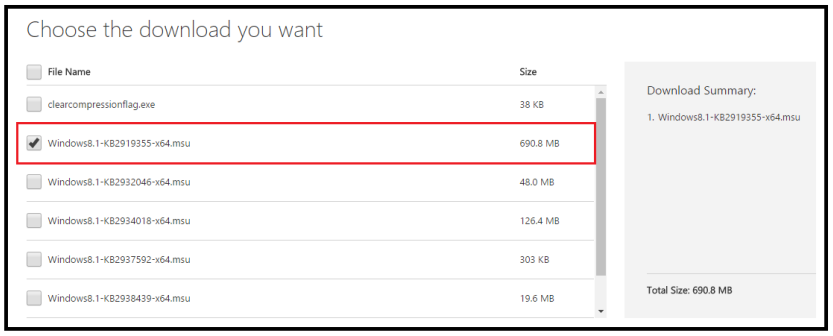 Choose the download you want
File Name Size
clearcompressionflag.exe 38 KB
Windows8.1-KB2919355-x64.msu 690.8 MB
Windows8.1-KB2932046-x64.msu 48.0 MB
Windows8.1-KB2934018-x64.msu 126.4 MB
Windows8.1-KB2937592-x64.msu 303 KB
Windows8.1-KB2938439-x64.msu 19.6 MB
Download Summary:
1. Windows8.1-KB2919355-x64.msu
Total Size: 690.8 MB